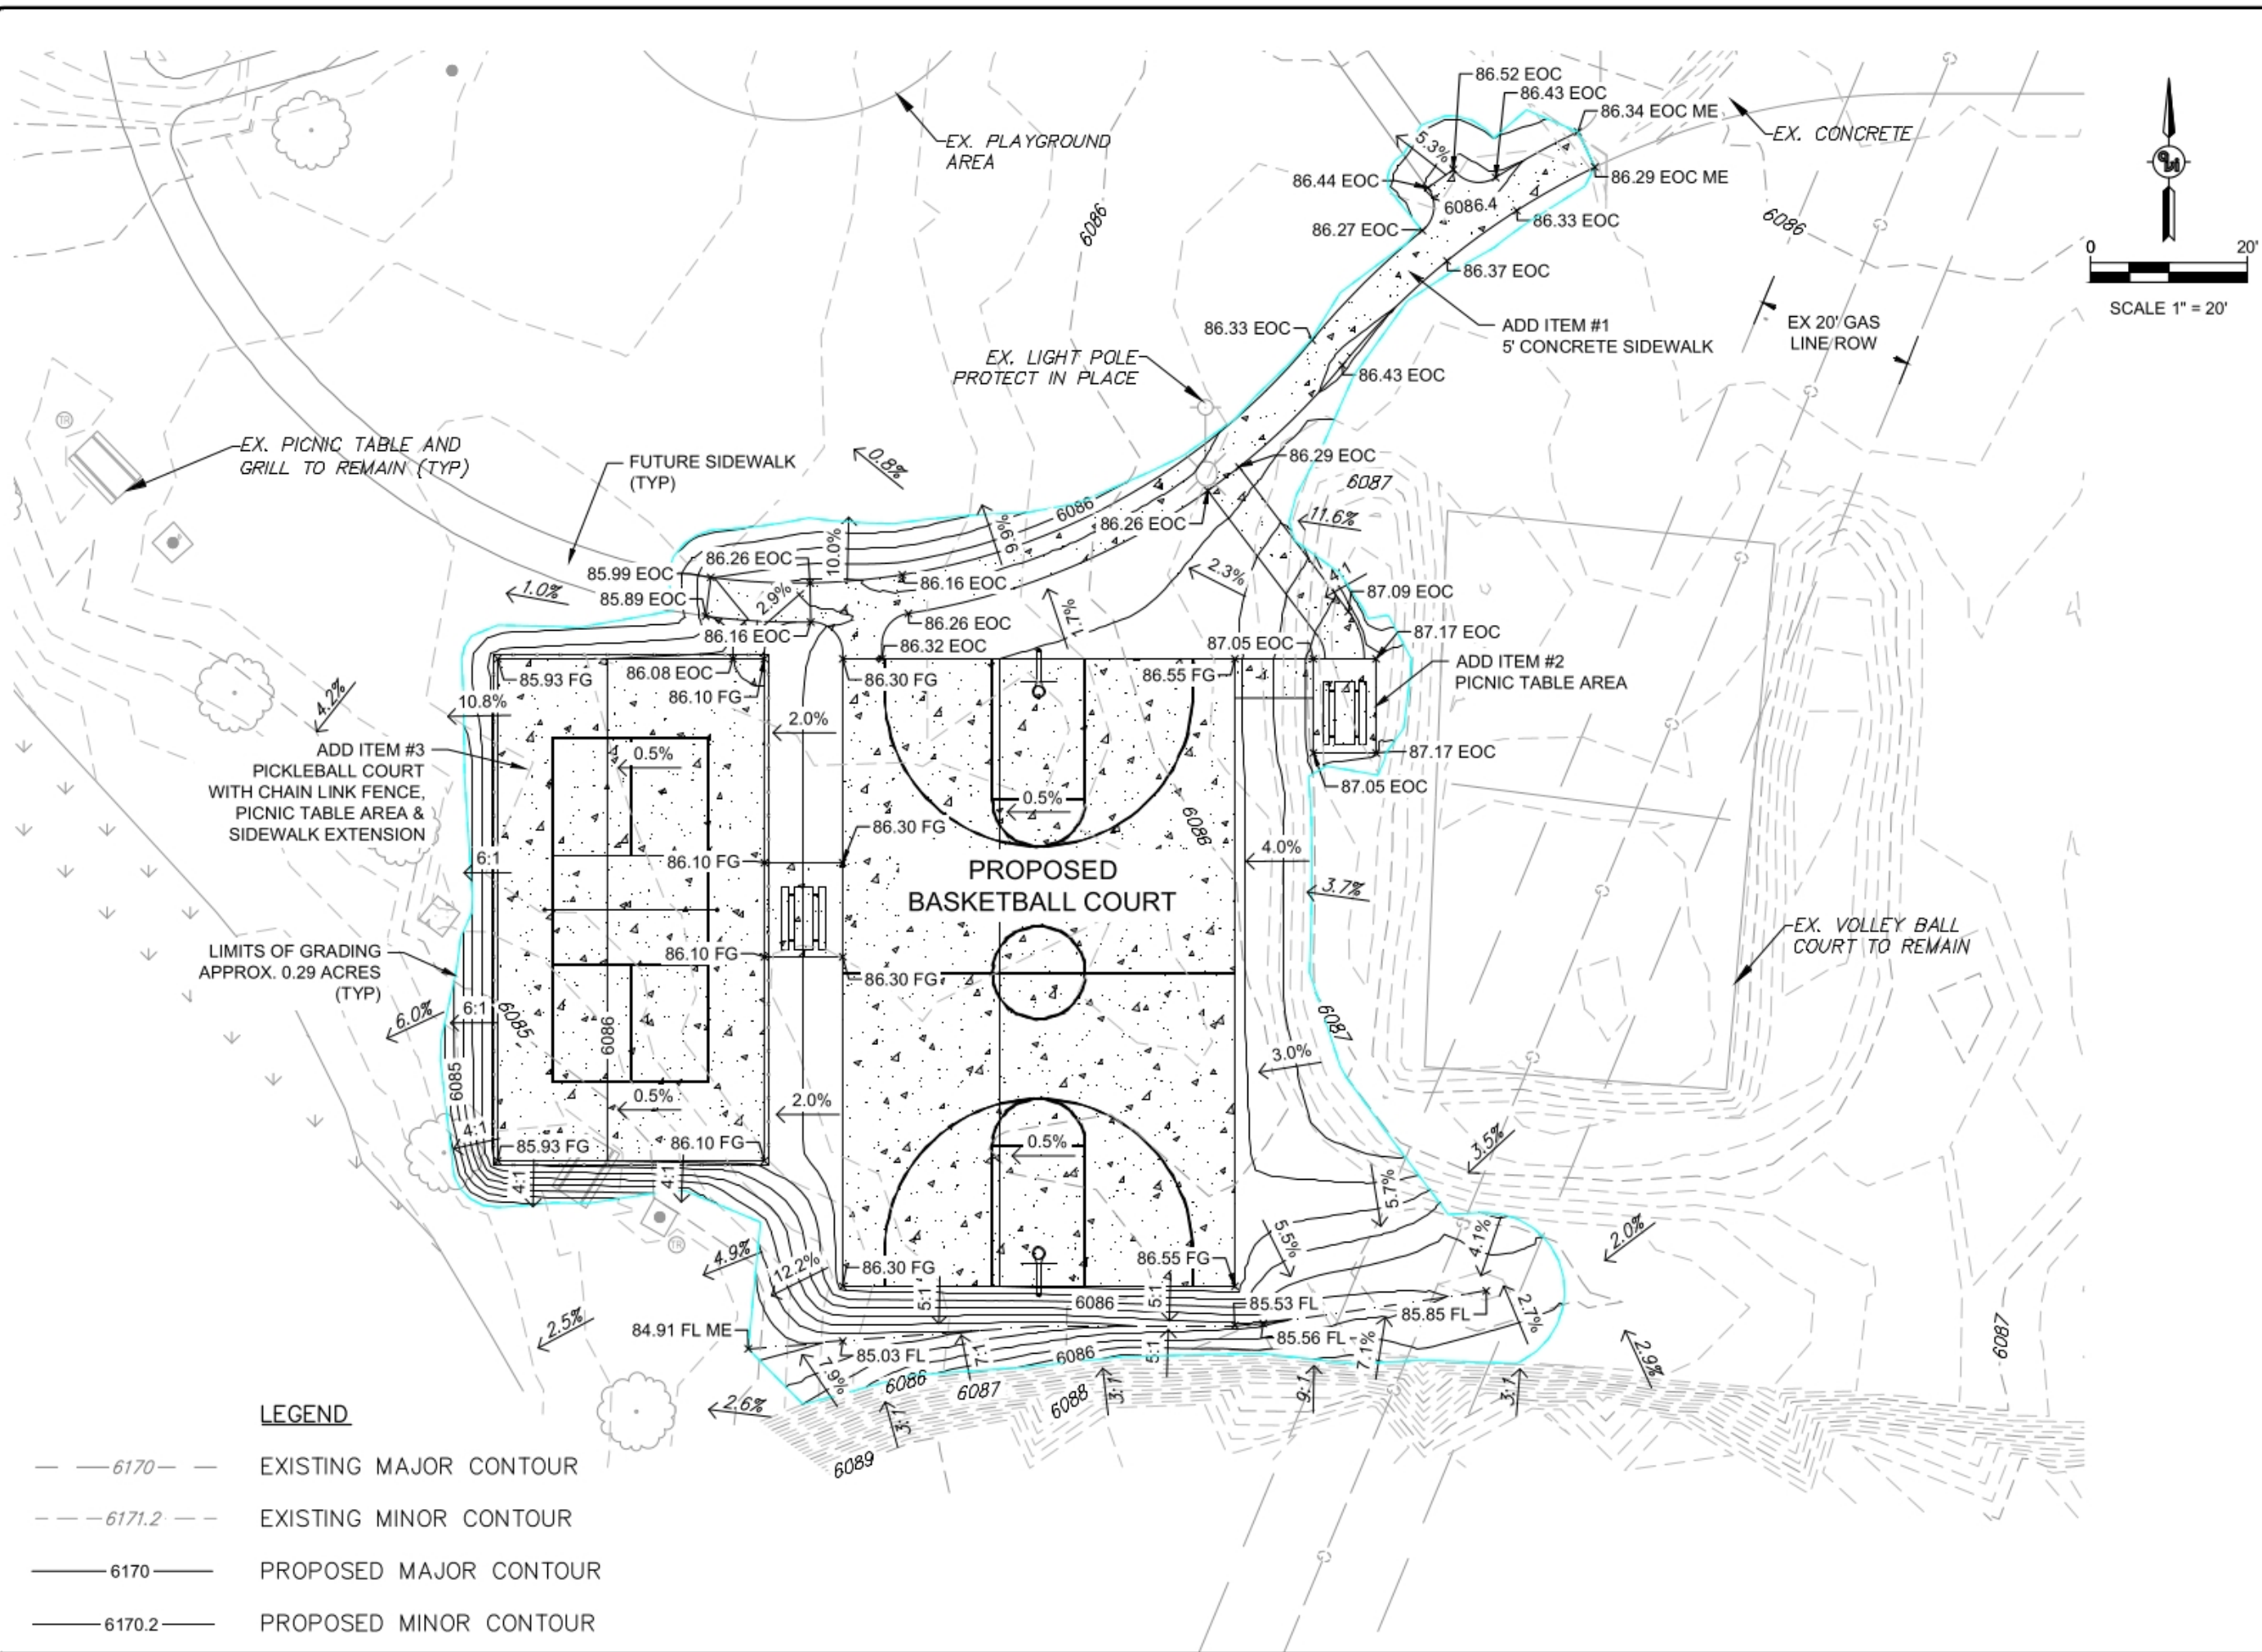 86.52 EOC
86.43 EOC
86.34 EOC ME
EX. PLAYGROUND
AREA
5.3%
EX. CONCRETE
86.44 EOC
86.29 EOC ME
6086.4
86.33 EOC
86.27 EOC
6086
6086
0
20'
SCALE 1" = 20'
86.37 EOC
86.33 EOC
ADD ITEM #1
5' CONCRETE SIDEWALK
EX 20' GAS
LINE ROW
EX. LIGHT POLE
PROTECT IN PLACE
86.43 EOC
TR
EX. PICNIC TABLE AND
GRILL TO REMAIN (TYP)
FUTURE SIDEWALK
(TYP)
0.8%
86.29 EOC
6087
6086
86.26 EOC
11.6%
9.9%
10.0%
86.26 EOC
85.99 EOC
86.16 EOC
2.3%
1.0%
85.89 EOC
2.9%
4:1
87.09 EOC
86.26 EOC
1.7%
86.16 EOC
86.32 EOC
87.05 EOC
87.17 EOC
ADD ITEM #2
PICNIC TABLE AREA
85.93 FG
86.08 EOC
86.10 FG
86.30 FG
86.55 FG
4.2%
10.8%
2.0%
ADD ITEM #3
PICKLEBALL COURT
WITH CHAIN LINK FENCE,
PICNIC TABLE AREA &
SIDEWALK EXTENSION
0.5%
87.17 EOC
87.05 EOC
0.5%
6086
86.30 FG
6:1
86.10 FG
4.0%
PROPOSED
BASKETBALL COURT
3.7%
EX. VOLLEY BALL
COURT TO REMAIN
LIMITS OF GRADING
APPROX. 0.29 ACRES
(TYP)
86.10 FG
86.30 FG
6:1
6.0%
6085
6086
6087
3.0%
6085
0.5%
2.0%
4:1
85.93 FG
86.10 FG
0.5%
3.5%
4:1
4:1
5.7%
TR
4.9%
12.2%
86.30 FG
86.55 FG
5.5%
4.1%
2.0%
5:1
6086
5:1
85.53 FL
85.85 FL
2.7%
2.5%
84.91 FL ME
85.03 FL
7:1
6086
5:1
85.56 FL
7.1%
2.9%
6087
7.9%
6086
6087
6088
3:1
9:1
3:1
2.6%
3:1
6089
LEGEND
6170
EXISTING MAJOR CONTOUR
6171.2
EXISTING MINOR CONTOUR
6170
PROPOSED MAJOR CONTOUR
6170.2
PROPOSED MINOR CONTOUR
G
G
G
G
G
G
G
G
G